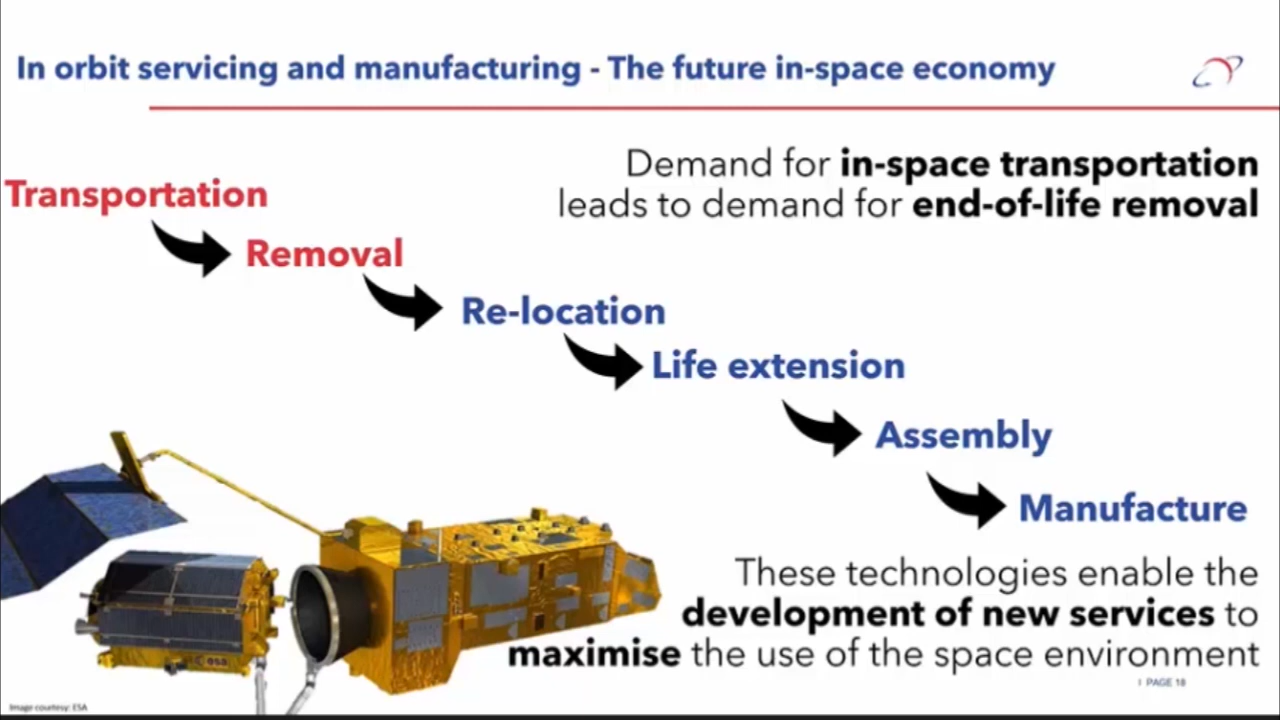 In orbit servicing and manufacturing - The future in-space economy
Demand for in-space transportation
leads to demand for end-of-life removal
Transportation
Removal
Re-location
Life extension
Assembly
Manufacture
These technologies enable the
development of new services to
maximise the use of the space environment
esa
I PAGE 18
Image courtesy: ESA